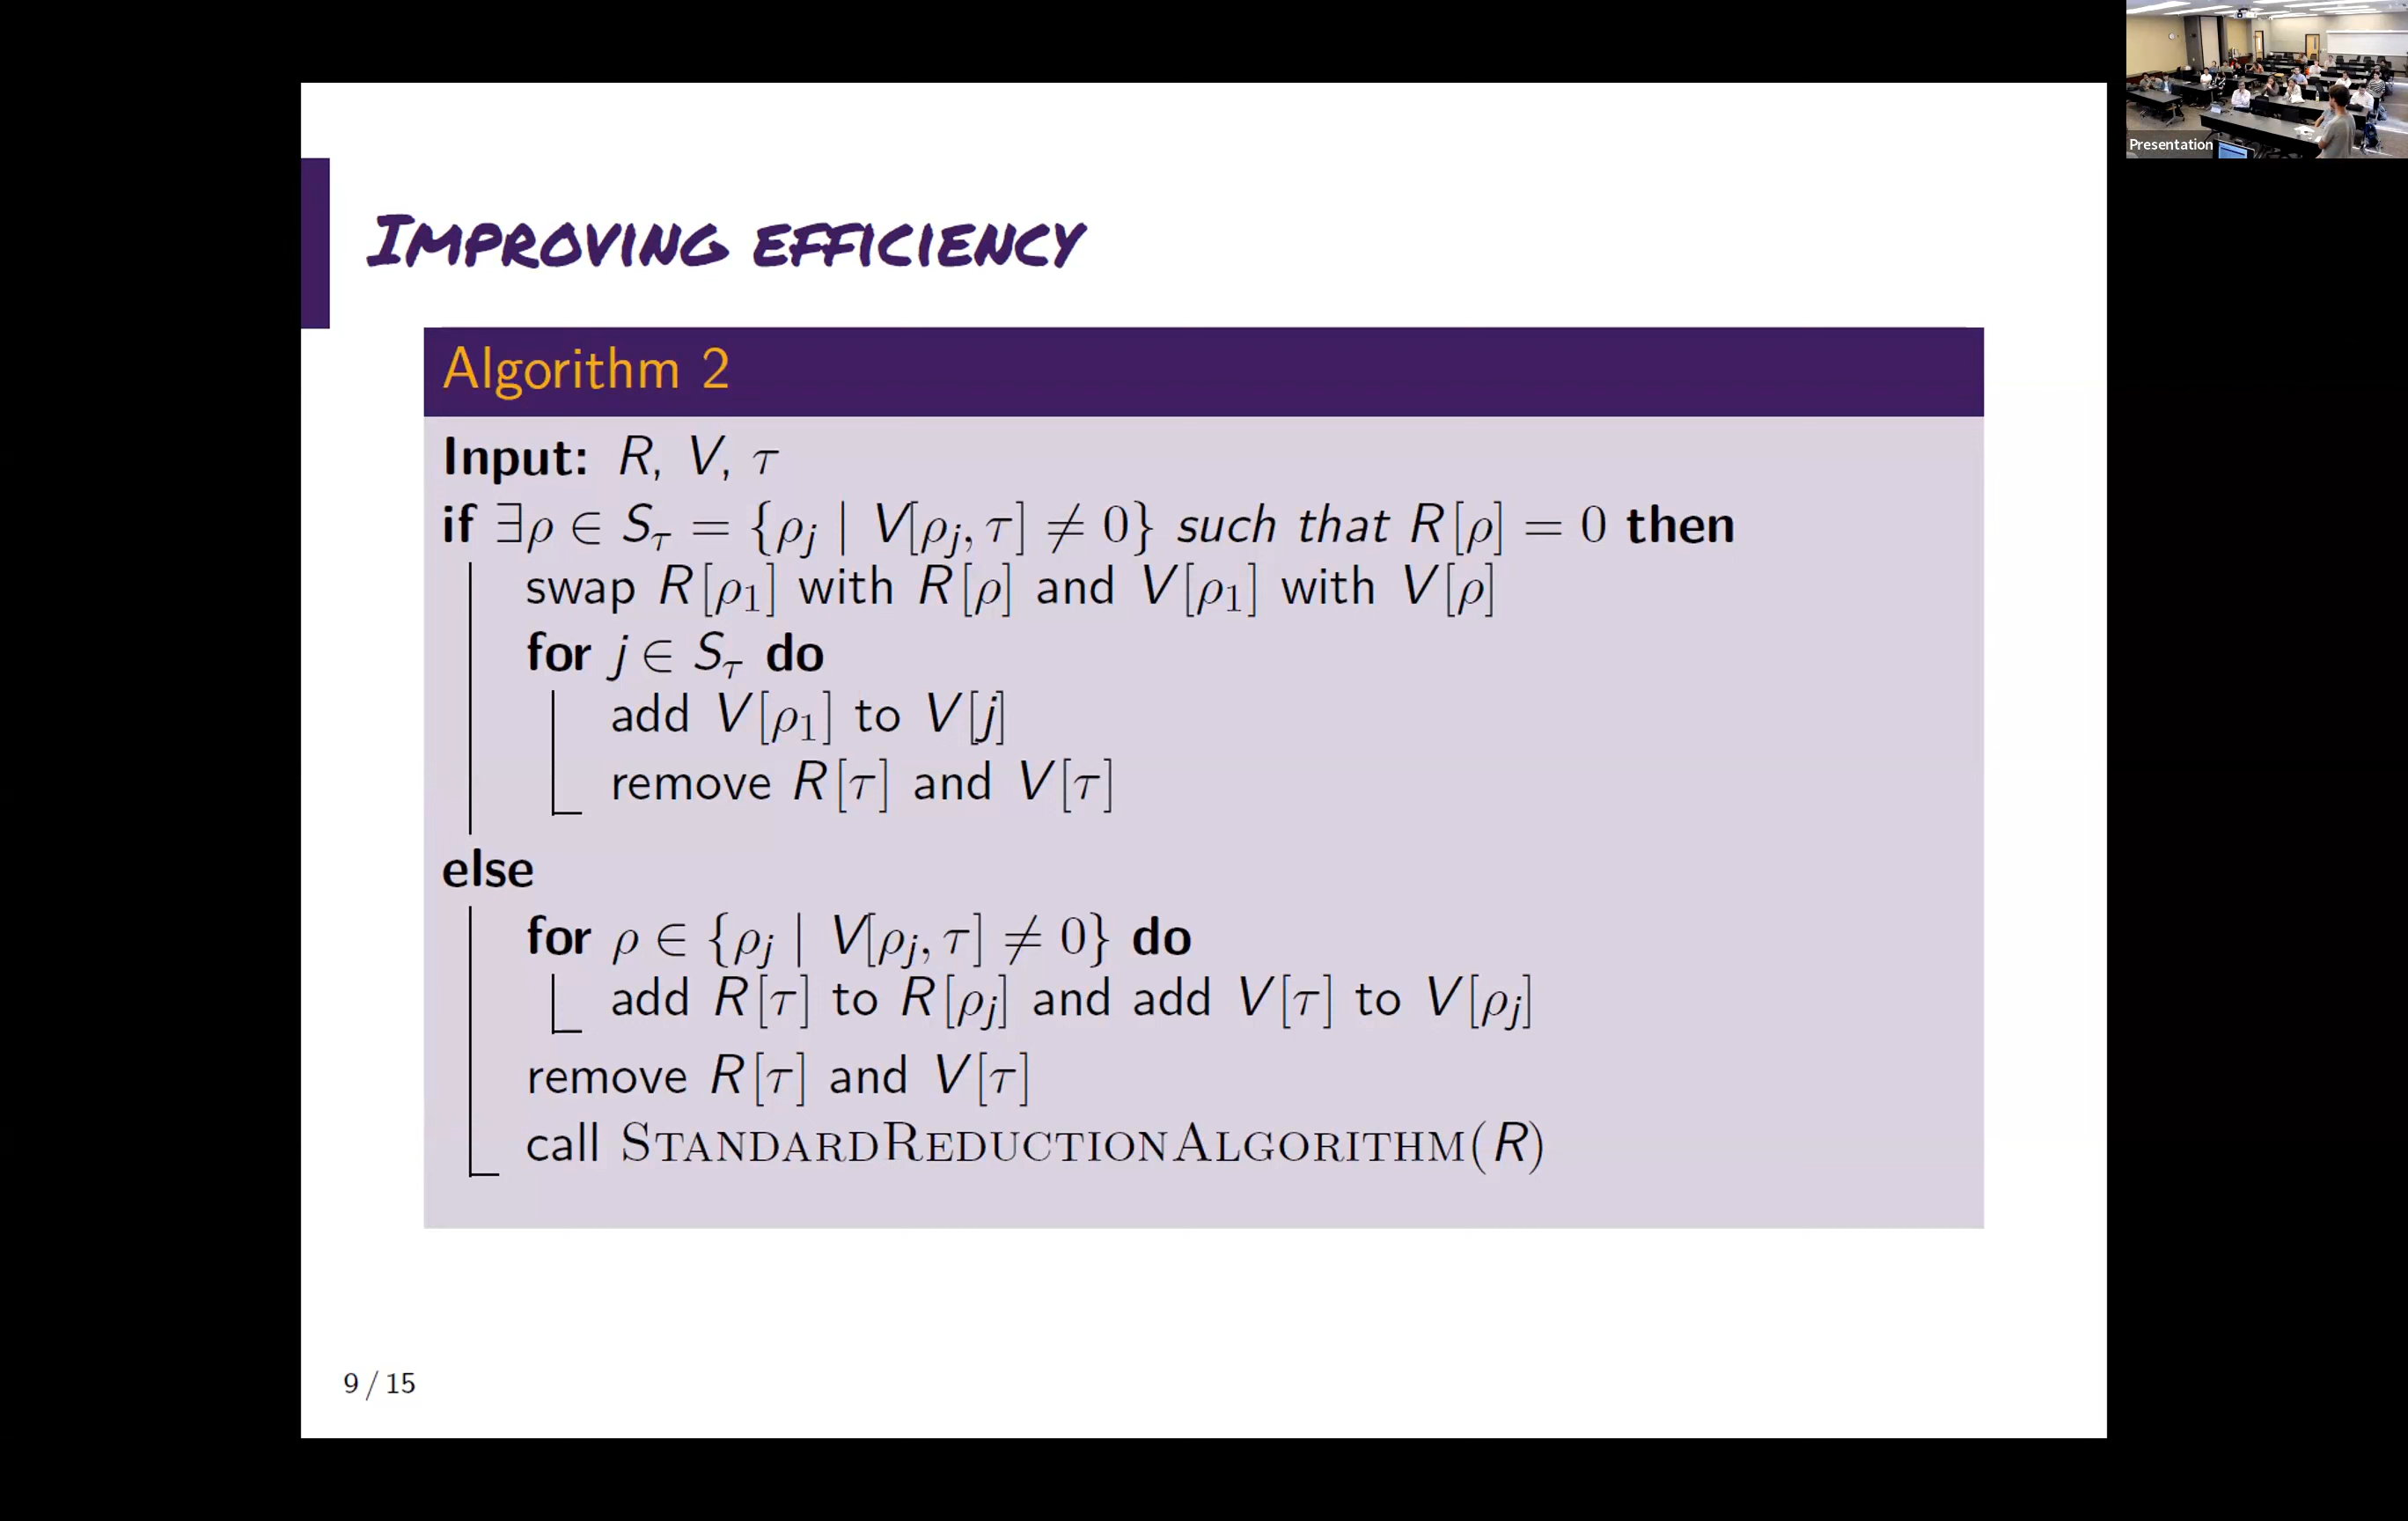 Presentation
IMPROVING EFFICIENCY
Algorithm 2
Input: R, V, τ
if ∃ρ ∈ S_τ = {ρ_j | V[ρ_j, τ] ≠ 0} such that R[ρ] = 0 then
swap R[ρ_1] with R[ρ] and V[ρ_1] with V[ρ]
for j ∈ S_τ do
add V[ρ_1] to V[j]
remove R[τ] and V[τ]
else
for ρ ∈ {ρ_j | V[ρ_j, τ] ≠ 0} do
add R[τ] to R[ρ_j] and add V[τ] to V[ρ_j]
remove R[τ] and V[τ]
call STANDARDREDUCTIONALGORITHM(R)
9 / 15